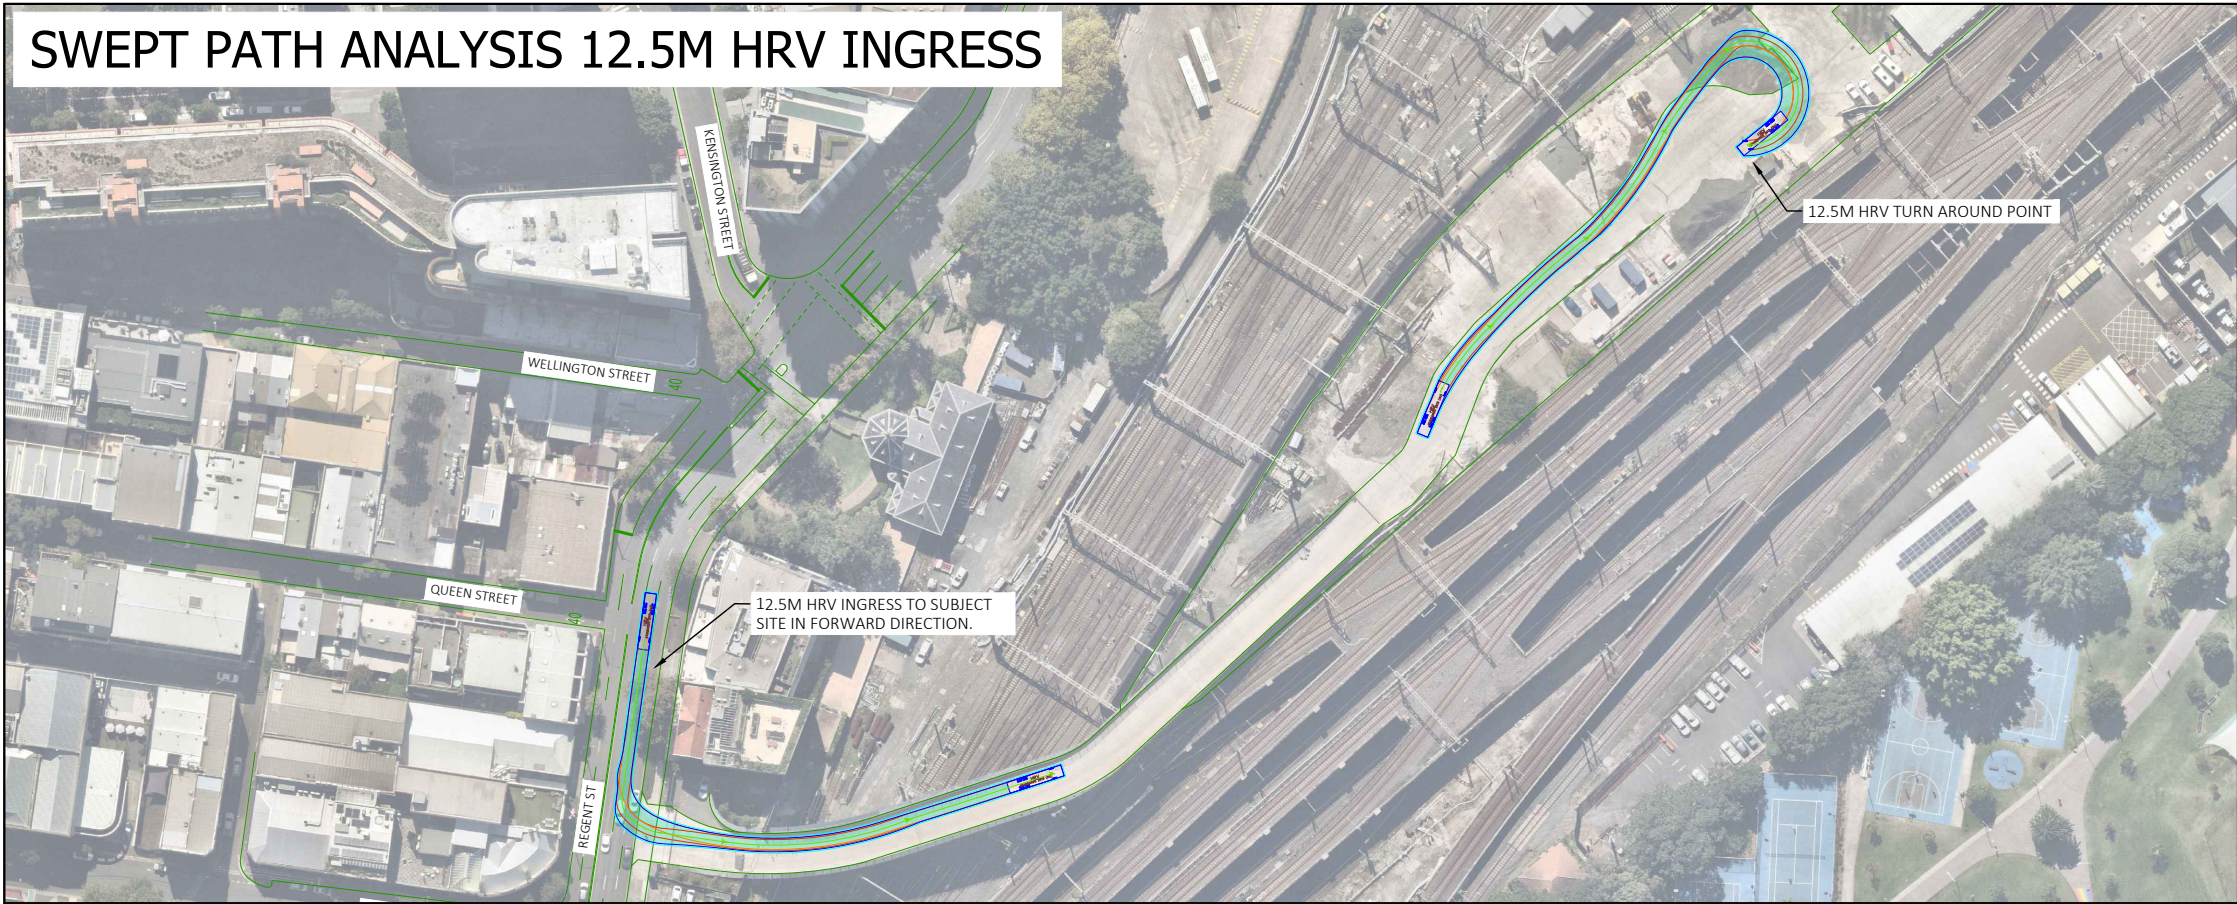 SWEPT PATH ANALYSIS 12.5M HRV INGRESS
KENSINGTON STREET
12.5M HRV TURN AROUND POINT
WELLINGTON STREET
40
QUEEN STREET
40
12.5M HRV INGRESS TO SUBJECT
SITE IN FORWARD DIRECTION.
REGENT ST